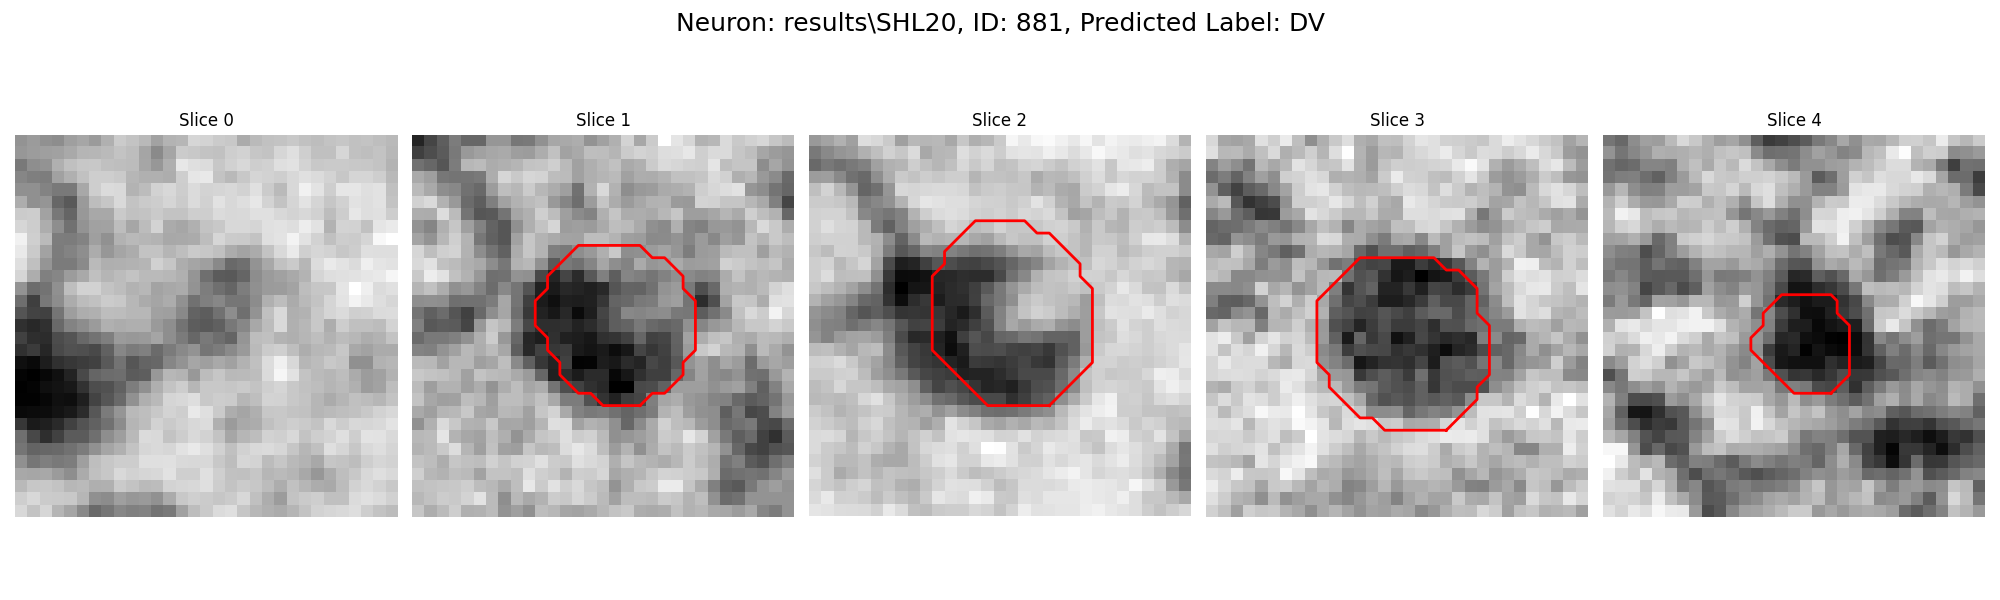 Neuron: results\SHL20, ID: 881, Predicted Label: DV
Slice 0
Slice 1
Slice 2
Slice 3
Slice 4